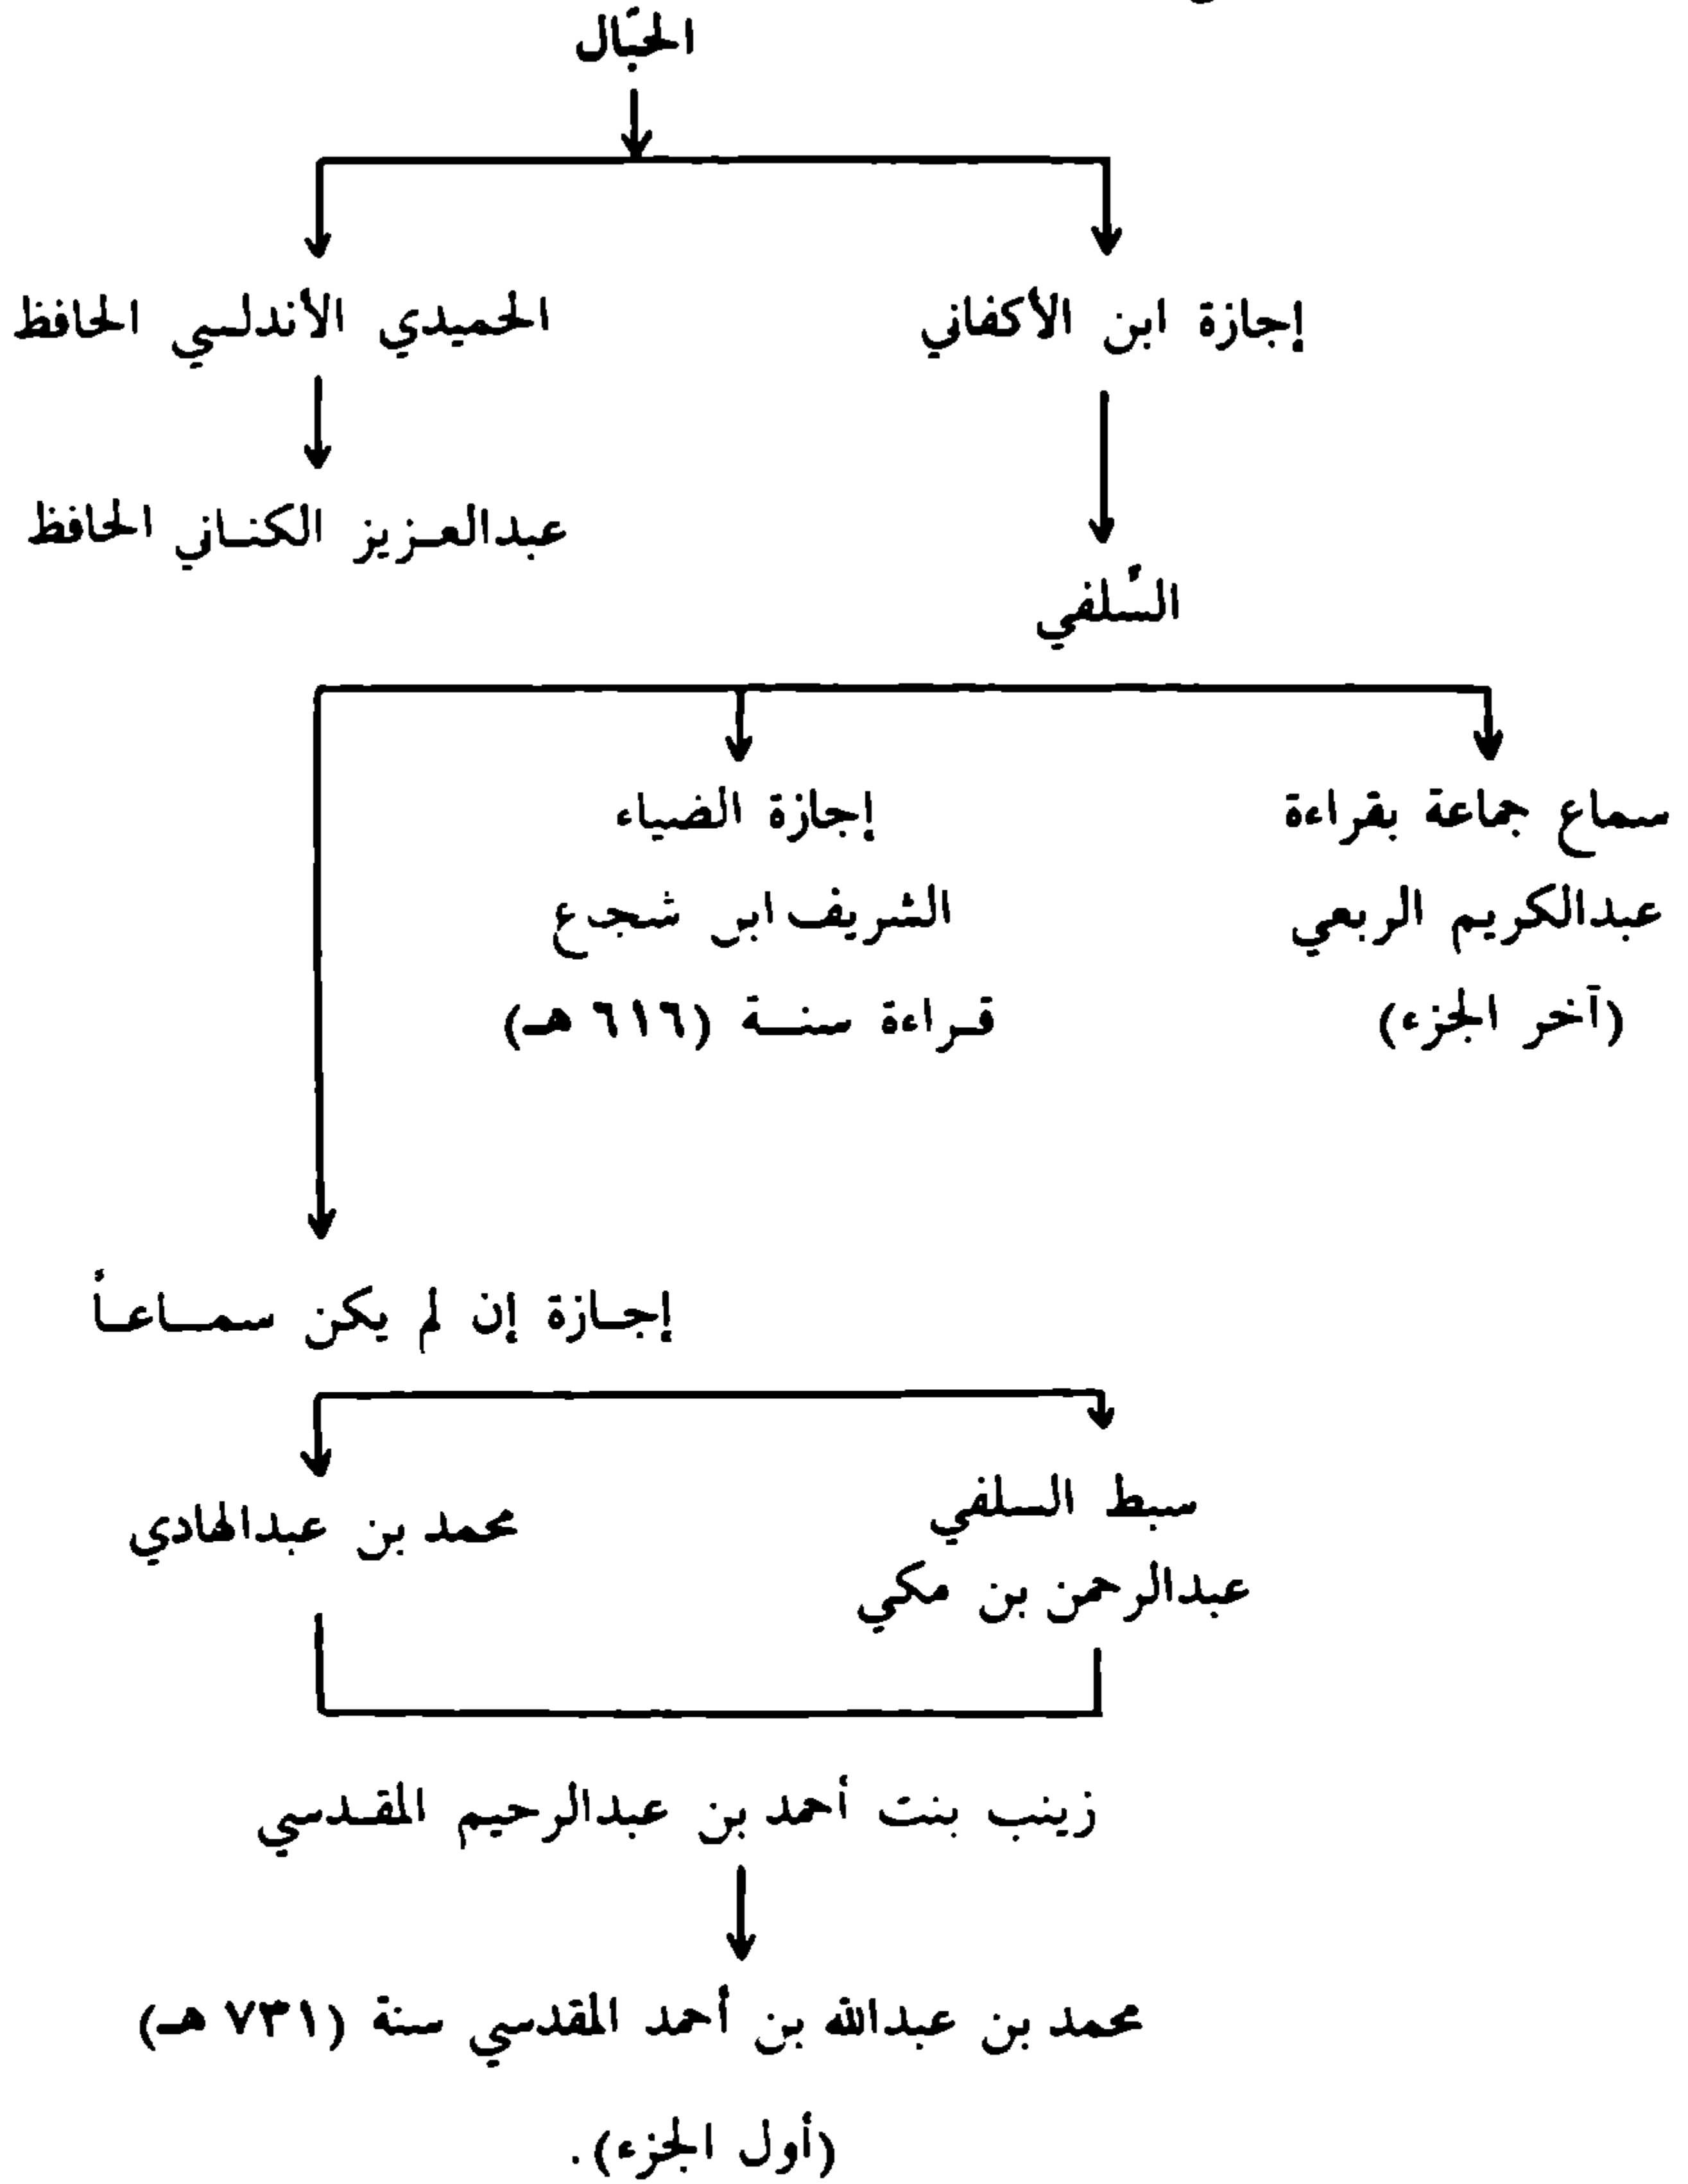 الحبّال
إجازة ابن الأكفاني
الحميدي الأندلسي الحافظ
عبدالعزيز الكناني الحافظ
السِّلفي
سماع جماعة بقراءة
عبدالكريم الربعي
(آخر الجزء)
إجازة الضياء
الشريف ابر شجع
قراءة سنة (٦١٦ هـ)
إجازة إن لم يكن سماعاً
سبط السلفي
عبدالرحمن بن مكي
محمد بن عبدالهادي
زينب بنت أحمد بن عبدالرحيم المقدسي
محمد بن عبدالله بن أحمد المقدسي سنة (٧٣١ هـ)
(أول الجزء).